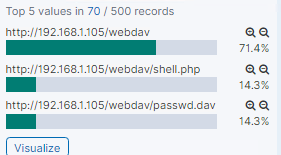 Top 5 values in 70 / 500 records
http://192.168.1.105/webdav
71.4%
http://192.168.1.105/webdav/shell.php
14.3%
http://192.168.1.105/webdav/passwd.dav
14.3%
Visualize